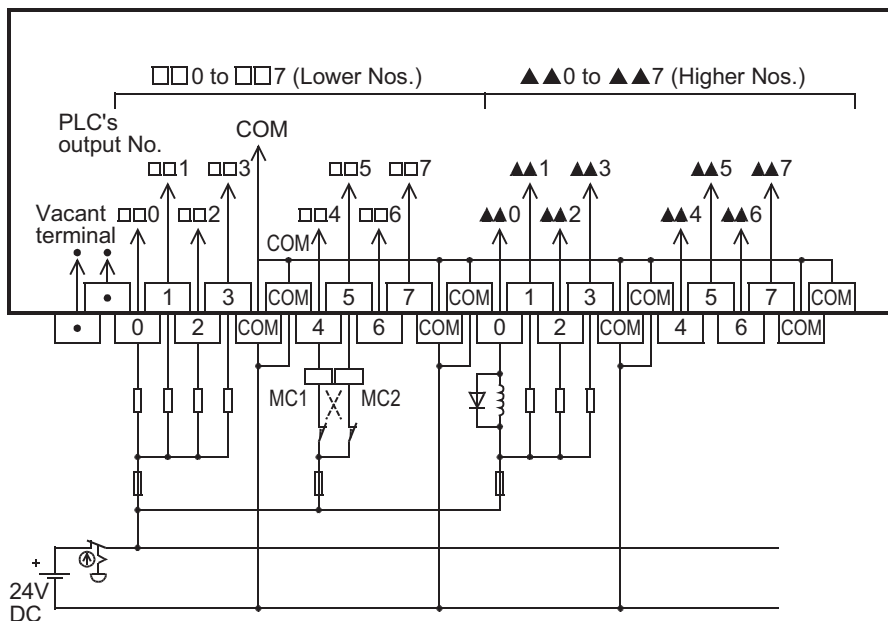 □□0 to □□7 (Lower Nos.) ▲▲0 to ▲▲7 (Higher Nos.)
PLC's
output No.
COM
□□1 □□3 □□5 □□7 ▲▲1 ▲▲3 ▲▲5 ▲▲7
Vacant
terminal
□□0 □□2 □□4 □□6 ▲▲0 ▲▲2 ▲▲4 ▲▲6
COM
• 1 3 COM 5 7 COM 1 3 COM 5 7 COM
• 0 2 COM 4 6 COM 0 2 COM 4 6 COM
MC1 MC2
+
24V
DC